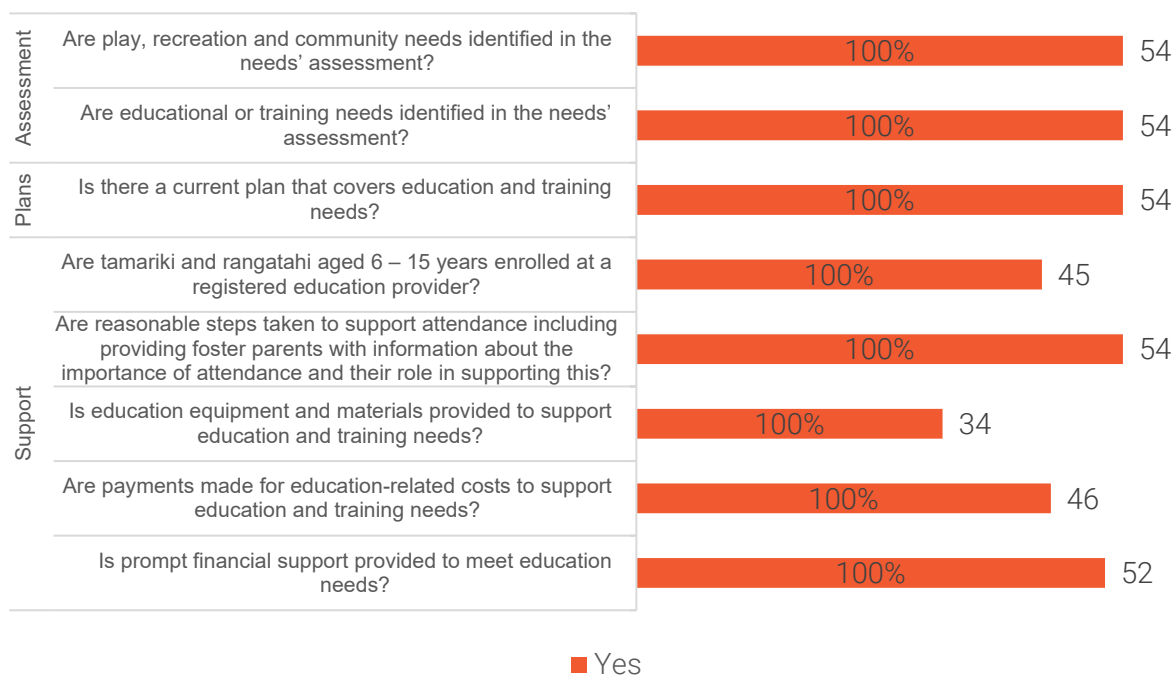 Assessment
Are play, recreation and community needs identified in the
needs’ assessment?
100%
54
Are educational or training needs identified in the needs’
assessment?
100%
54
Plans
Is there a current plan that covers education and training
needs?
100%
54
Support
Are tamariki and rangatahi aged 6 – 15 years enrolled at a
registered education provider?
100%
45
Are reasonable steps taken to support attendance including
providing foster parents with information about the
importance of attendance and their role in supporting this?
100%
54
Is education equipment and materials provided to support
education and training needs?
100%
34
Are payments made for education-related costs to support
education and training needs?
100%
46
Is prompt financial support provided to meet education
needs?
100%
52
Yes